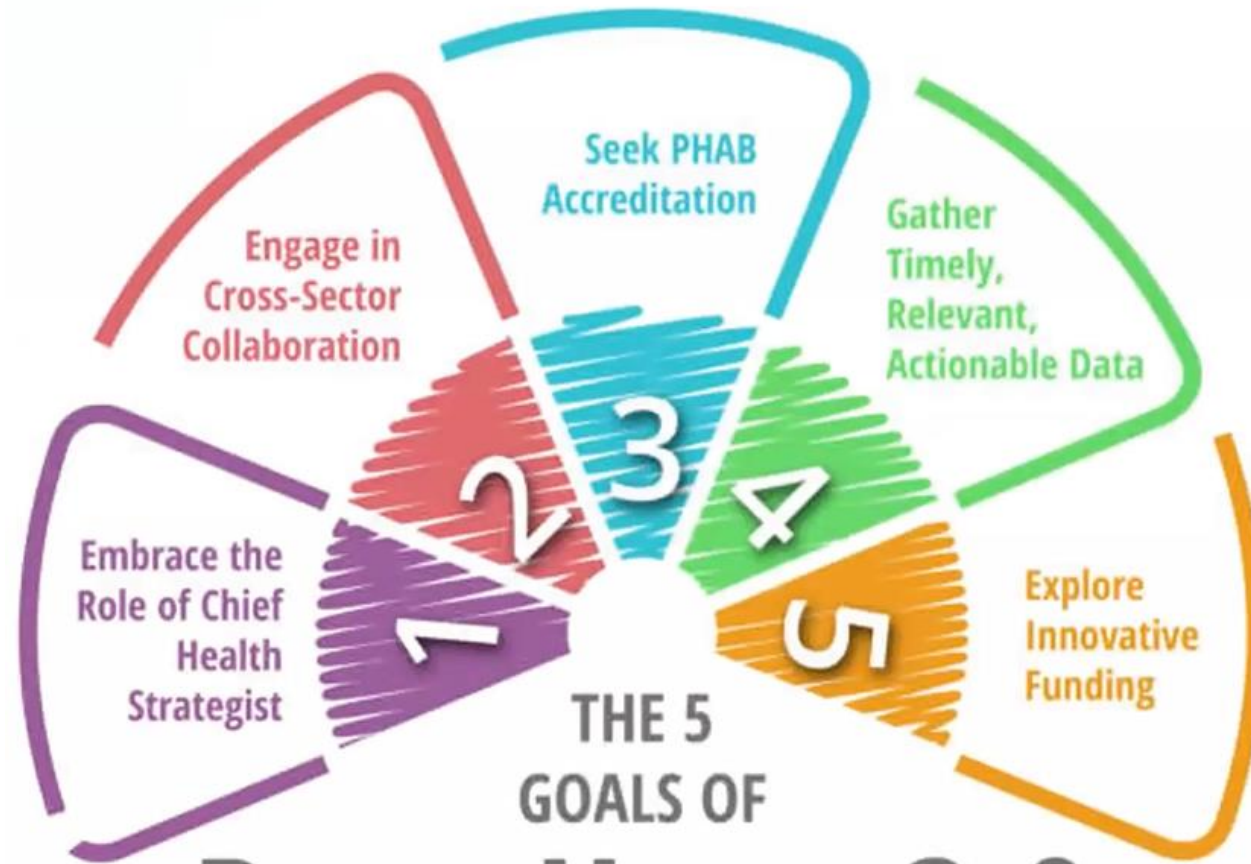 Seek PHAB
Accreditation
Engage in
Cross-Sector
Collaboration
Gather
Timely,
Relevant,
Actionable Data
Embrace the
Role of Chief
Health
Strategist
Explore
Innovative
Funding
1
2
3
4
5
THE 5
GOALS OF